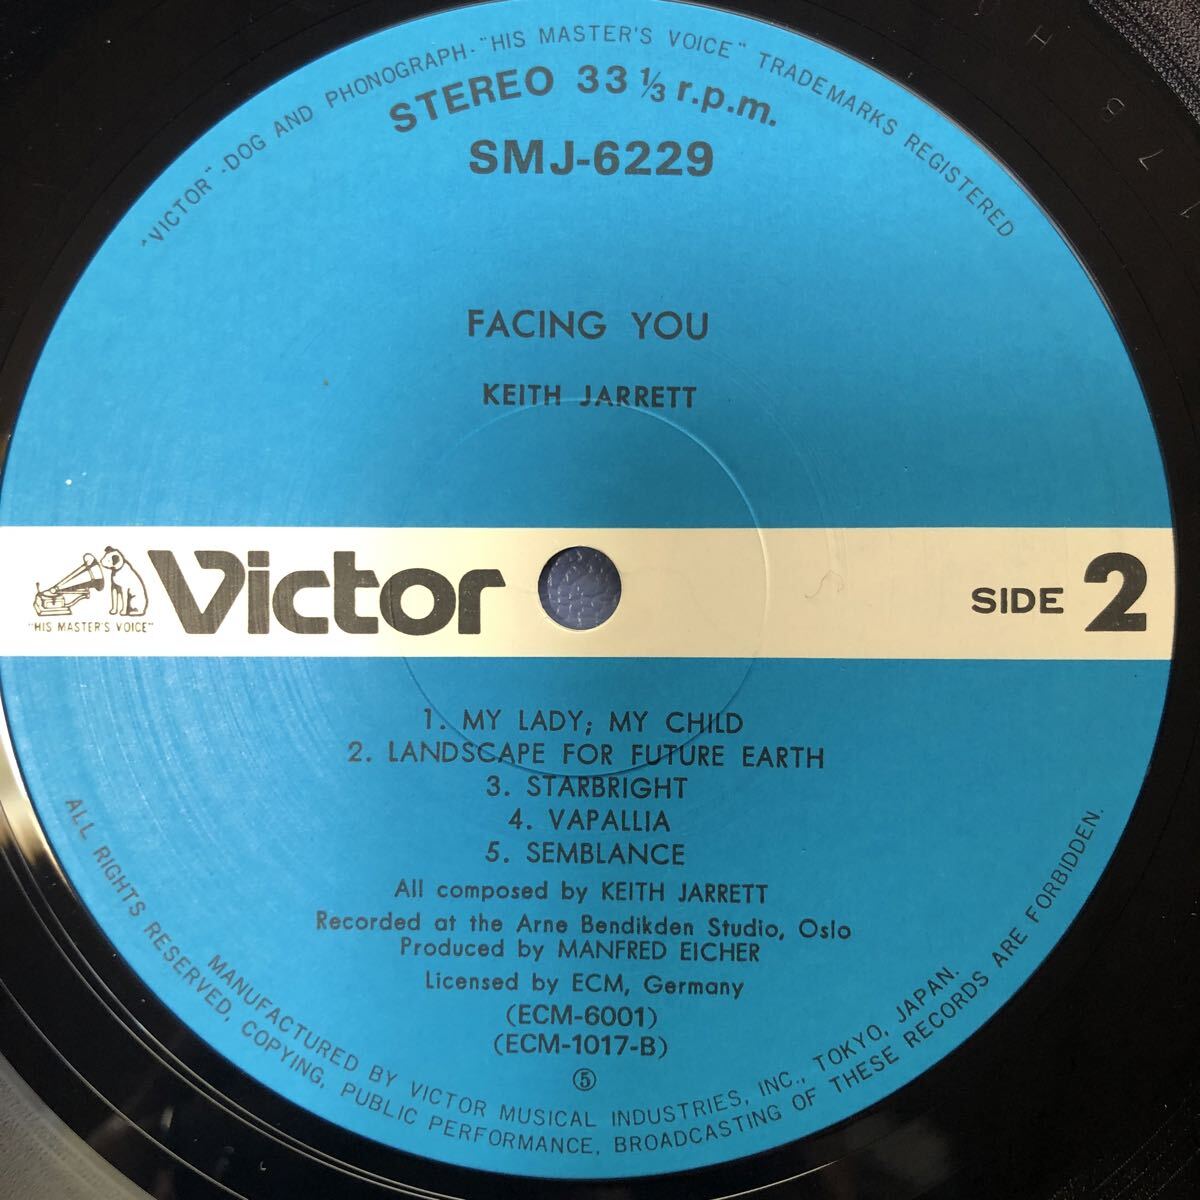 "VICTOR"-DOG AND PHONOGRAPH-"HIS MASTER'S VOICE" TRADEMARKS REGISTERED
STEREO 33 1/3 r.p.m.
SMJ-6229
FACING YOU
KEITH JARRETT
Victor
"HIS MASTER'S VOICE"
SIDE 2
1. MY LADY; MY CHILD
2. LANDSCAPE FOR FUTURE EARTH
3. STARBRIGHT
4. VAPALLIA
5. SEMBLANCE
All composed by KEITH JARRETT
Recorded at the Arne Bendikden Studio, Oslo
Produced by MANFRED EICHER
Licensed by ECM, Germany
(ECM-6001)
(ECM-1017-B)
⑤
MANUFACTURED BY VICTOR MUSICAL INDUSTRIES, INC., TOKYO, JAPAN.
ALL RIGHTS RESERVED, COPYING, PUBLIC PERFORMANCE, BROADCASTING OF THESE RECORDS ARE FORBIDDEN.